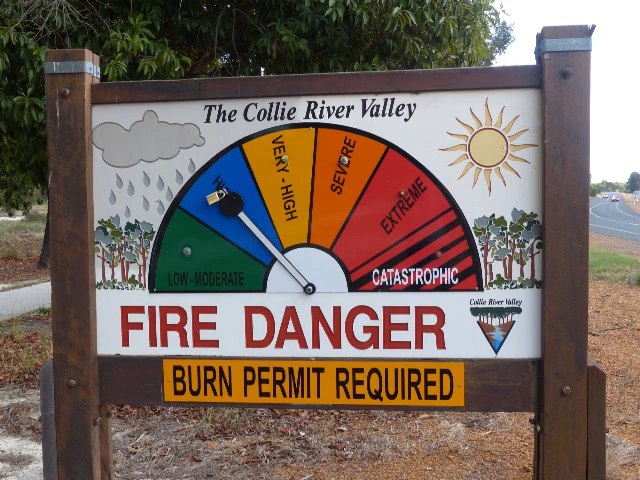 The Collie River Valley
LOW-MODERATE
VERY-HIGH
SEVERE
EXTREME
CATASTROPHIC
FIRE DANGER
Collie River Valley
BURN PERMIT REQUIRED